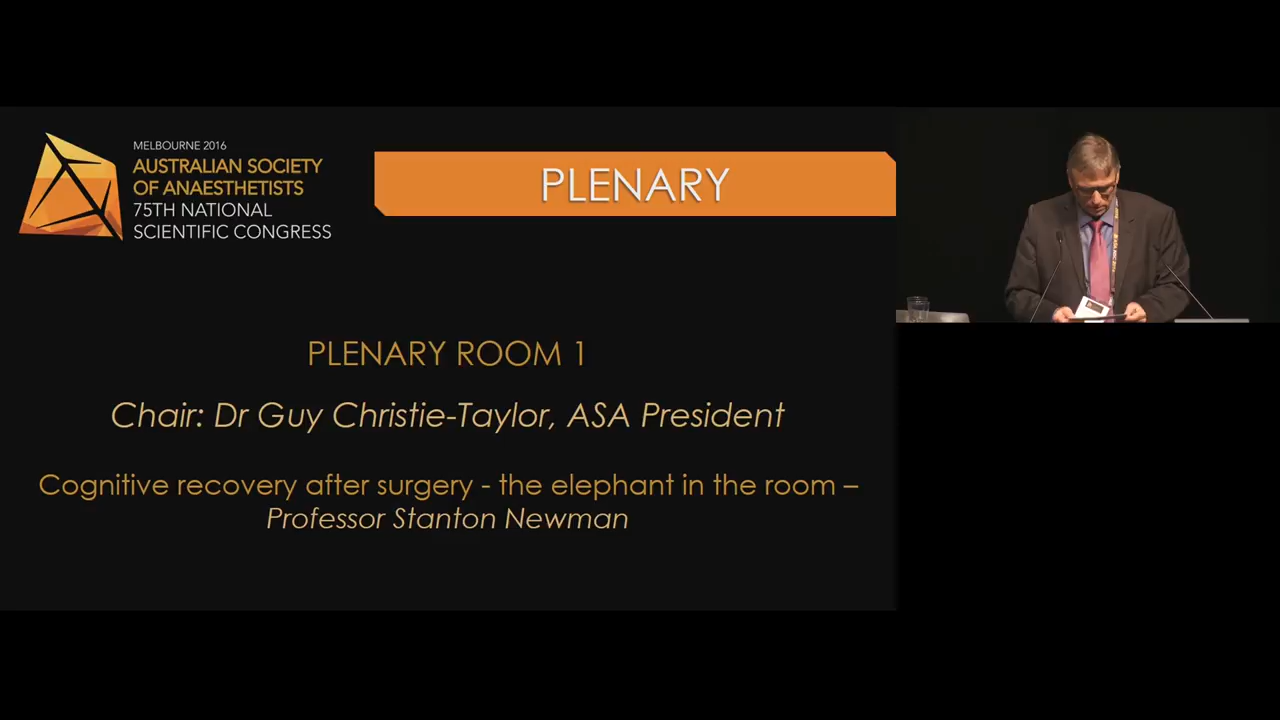 MELBOURNE 2016
AUSTRALIAN SOCIETY
OF ANAESTHETISTS
75TH NATIONAL
SCIENTIFIC CONGRESS
PLENARY
PLENARY ROOM 1
Chair: Dr Guy Christie-Taylor, ASA President
Cognitive recovery after surgery - the elephant in the room –
Professor Stanton Newman